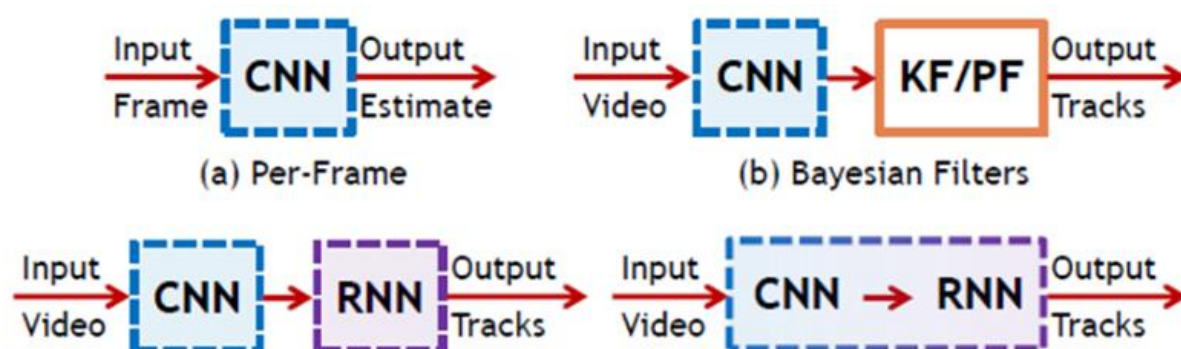 Input
Frame
CNN
Output
Estimate
(a) Per-Frame
Input
Video
CNN
KF/PF
Output
Tracks
(b) Bayesian Filters
Input
Video
CNN
RNN
Output
Tracks
Input
Video
CNN
RNN
Output
Tracks